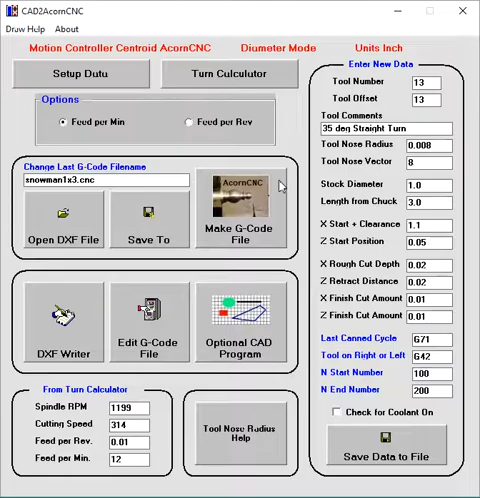 CAD2AcornCNC
Draw Help About
Motion Controller Centroid AcornCNC Diameter Mode Units Inch
Setup Data
Turn Calculator
Options
Feed per Min
Feed per Rev
Change Last G-Code Filename
snowman1x3.cnc
Open DXF File
Save To
AcornCNC
Make G-Code
File
DXF Writer
Edit G-Code
File
Optional CAD
Program
From Turn Calculator
Spindle RPM 1199
Cutting Speed 314
Feed per Rev. 0.01
Feed per Min. 12
Tool Nose Radius
Help
Enter New Data
Tool Number 13
Tool Offset 13
Tool Comments
35 deg Straight Turn
Tool Nose Radius 0.008
Tool Nose Vector 8
Stock Diameter 1.0
Length from Chuck 3.0
X Start + Clearance 1.1
Z Start Position 0.05
X Rough Cut Depth 0.02
Z Retract Distance 0.02
X Finish Cut Amount 0.01
Z Finish Cut Amount 0.01
Last Canned Cycle G71
Tool on Right or Left G42
N Start Number 100
N End Number 200
Check for Coolant On
Save Data to File